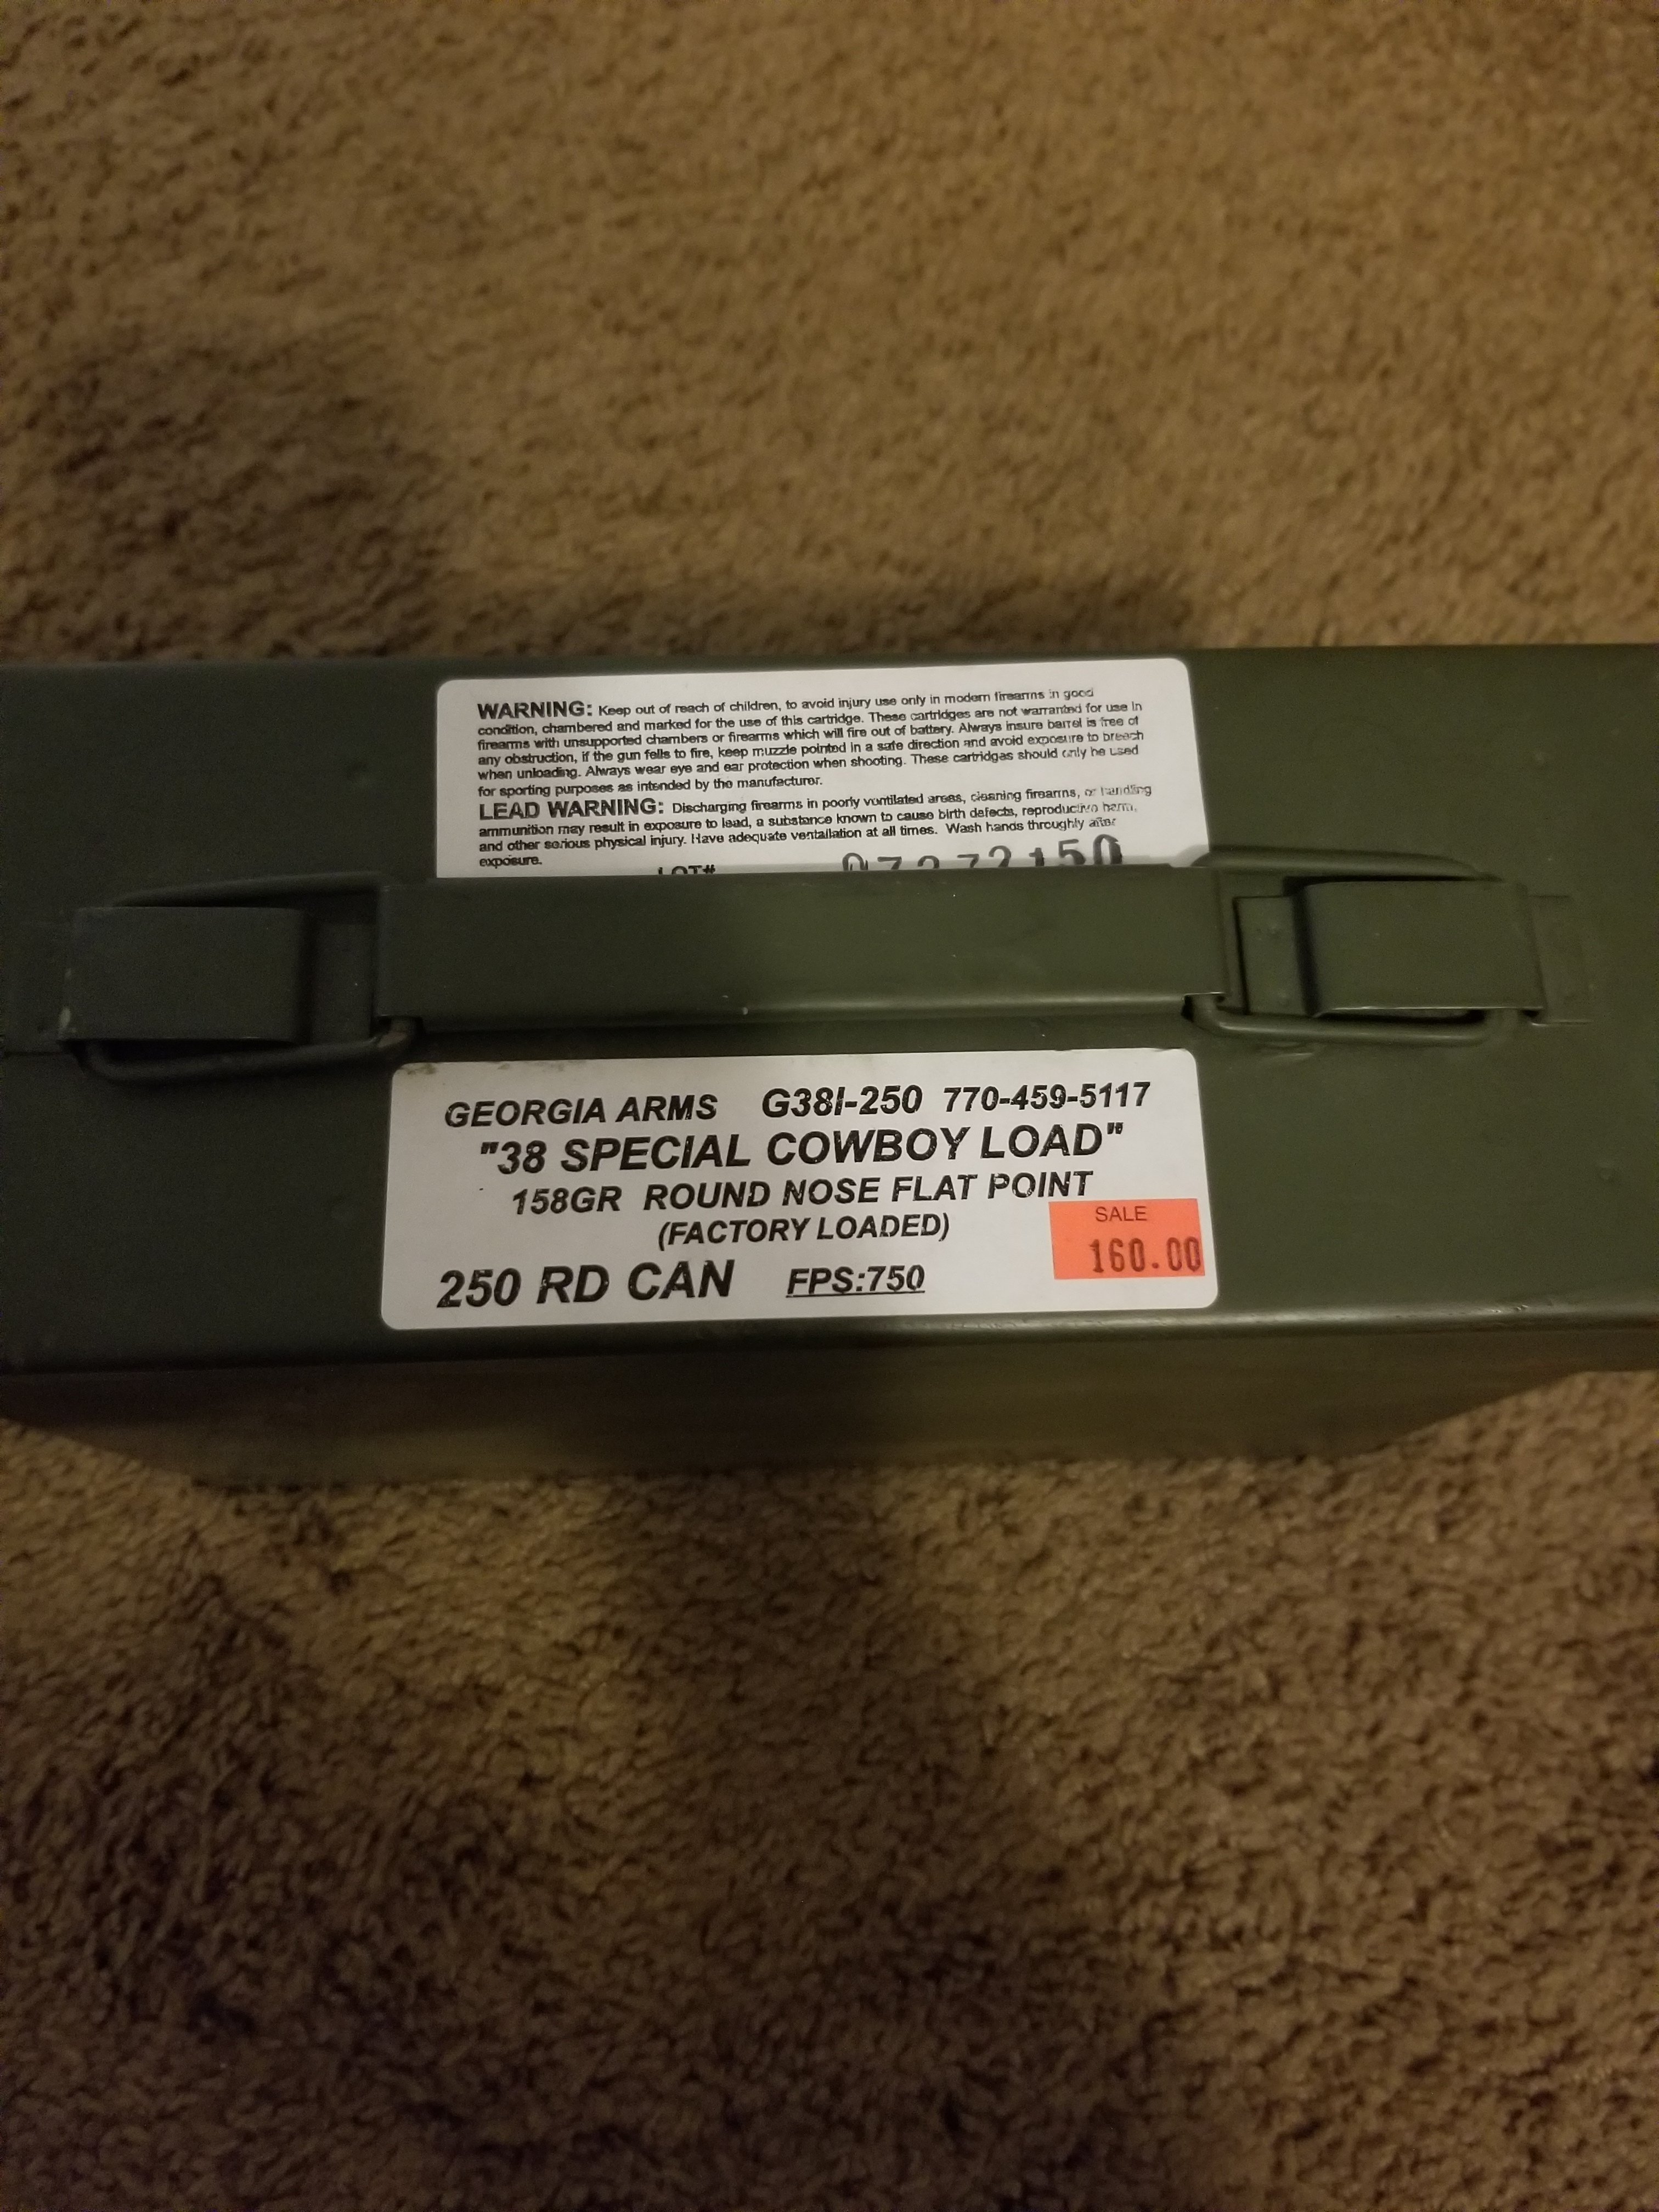 WARNING: Keep out of reach of children, to avoid injury use only in modern firearms in good
condition, chambered and marked for the use of this cartridge. These cartridges are not warranted for use in
firearms with unsupported chambers or firearms which will fire out of battery. Always insure barrel is free of
any obstruction, if the gun fells to fire, keep muzzle pointed in a safe direction and avoid exposure to breech
when unloading. Always wear eye and ear protection when shooting. These cartridges should only be used
for sporting purposes as intended by the manufacturer.
LEAD WARNING: Discharging firearms in poorly ventilated areas, cleaning firearms, or handling
ammunition may result in exposure to lead, a substance known to cause birth defects, reproductive harm,
and other serious physical injury. Have adequate ventailation at all times. Wash hands throughly after
exposure.
LOT#
GEORGIA ARMS G38I-250 770-459-5117
"38 SPECIAL COWBOY LOAD"
158GR ROUND NOSE FLAT POINT
(FACTORY LOADED)
250 RD CAN FPS:750
SALE
160.00